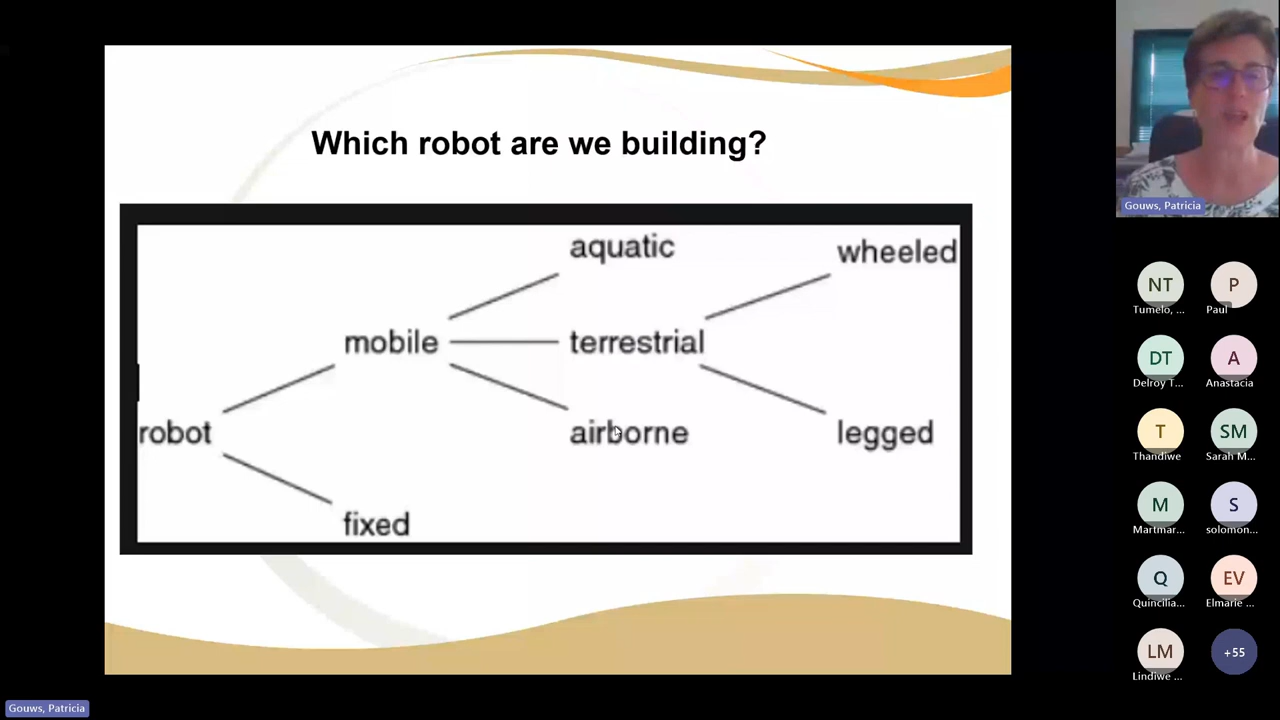 Which robot are we building?
aquatic
wheeled
mobile
terrestrial
robot
airborne
legged
fixed
Gouws, Patricia
NT
P
Tumelo, ...
Paul
DT
A
Delroy T...
Anastacia
T
SM
Thandiwe
Sarah M...
M
S
Martmar...
solomon...
Q
EV
Quincilia...
Elmarie ...
LM
+55
Lindiwe ...
Gouws, Patricia